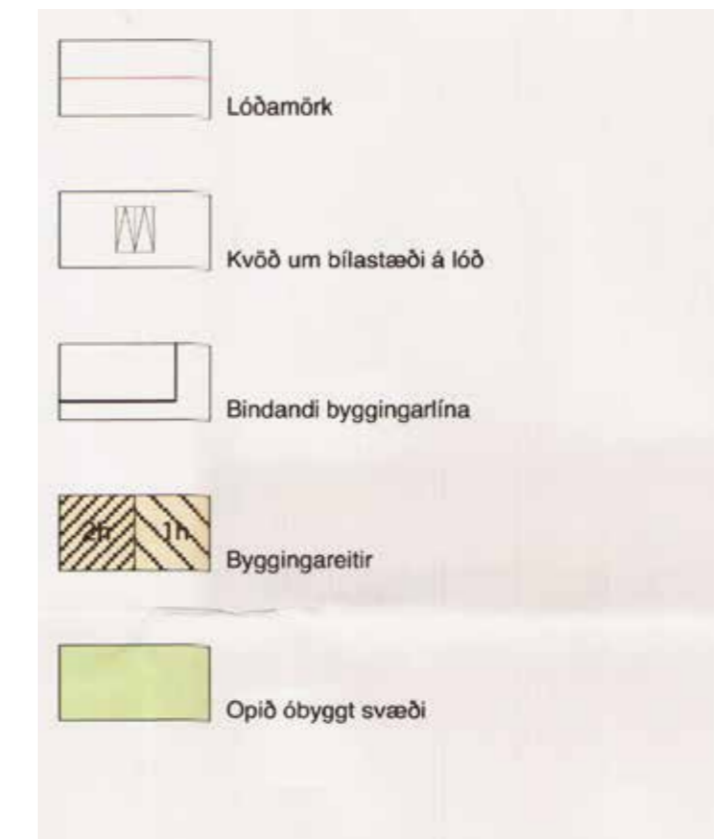 Lóðamörk
Kvöð um bílastæði á lóð
Bindandi byggingarlína
2h 1h
Byggingareitir
Opið óbyggt svæði